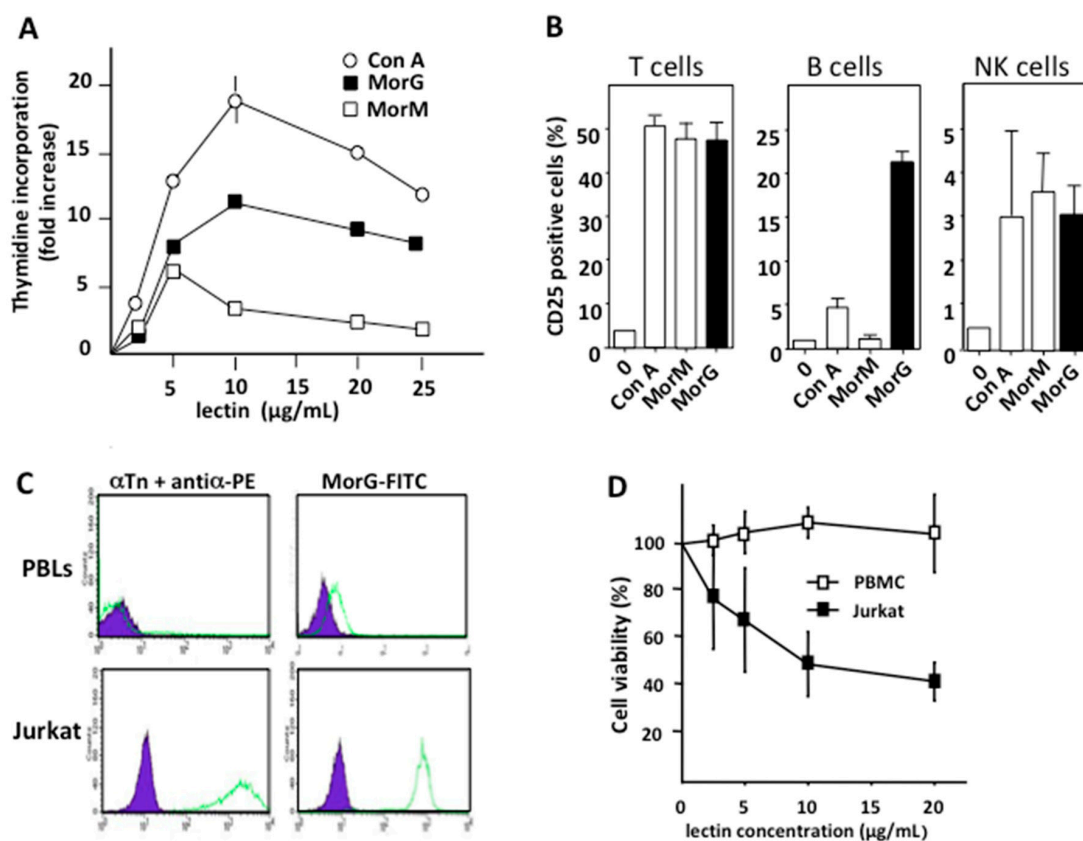 A
Thymidine incorporation
(fold increase)
20
15
10
5
0
Con A
MorG
MorM
5
10
15
20
25
lectin (µg/mL)
B
T cells
B cells
NK cells
CD25 positive cells (%)
50
40
30
20
10
0
0
Con A
MorM
MorG
25
20
15
10
5
0
0
Con A
MorM
MorG
5
4
3
2
1
0
0
Con A
MorM
MorG
C
αTn + antiα-PE
MorG-FITC
PBLs
Jurkat
Counts
Counts
Counts
Counts
D
Cell viability (%)
100
80
60
40
20
PBMC
Jurkat
0
5
10
15
20
lectin concentration (µg/mL)